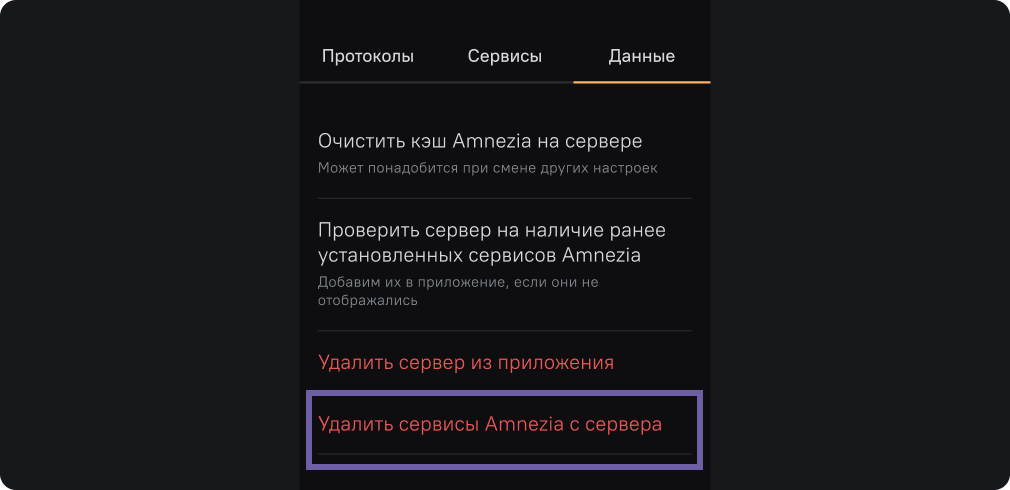 Протоколы Сервисы Данные
Очистить кэш Amnezia на сервере
Может понадобится при смене других настроек
Проверить сервер на наличие ранее
установленных сервисов Amnezia
Добавим их в приложение, если они не
отображались
Удалить сервер из приложения
Удалить сервисы Amnezia с сервера